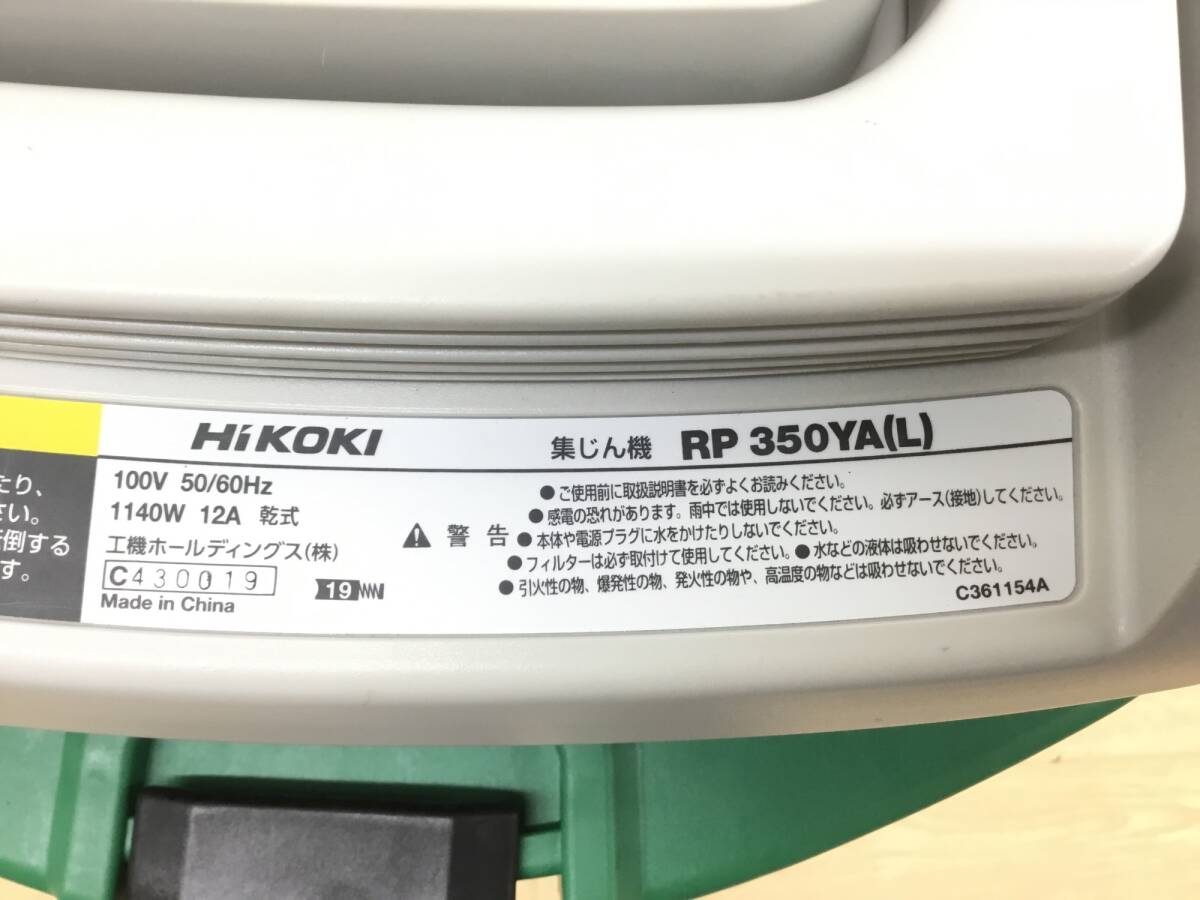 たり、
さい。
倒する
す。
HiKOKI
集じん機 RP 350YA(L)
100V 50/60Hz
1140W 12A 乾式
工機ホールディングス(株)
C430019
19
Made in China
警告
●ご使用前に取扱説明書を必ずよくお読みください。
●感電の恐れがあります。雨中では使用しないでください。必ずアース(接地)してください。
●本体や電源プラグに水をかけたりしないでください。
●フィルターは必ず取付けて使用してください。●水などの液体は吸わせないでください。
●引火性の物、爆発性の物、発火性の物や、高温度の物などは吸わせないでください。
C361154A